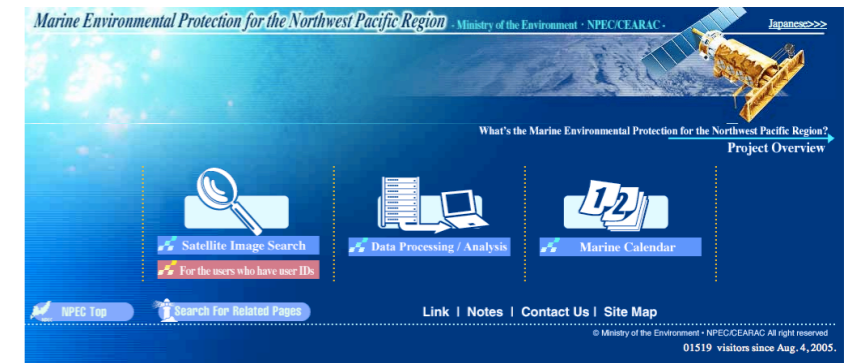 Marine Environmental Protection for the Northwest Pacific Region - Ministry of the Environment・NPEC/CEARAC - Japanese>>>
What's the Marine Environmental Protection for the Northwest Pacific Region?
Project Overview
1 2
Satellite Image Search Data Processing / Analysis Marine Calendar
For the users who have user IDs
NPEC Top Search For Related Pages Link | Notes | Contact Us | Site Map
© Ministry of the Environment・NPEC/CEARAC All right reserved
01519 visitors since Aug. 4, 2005.